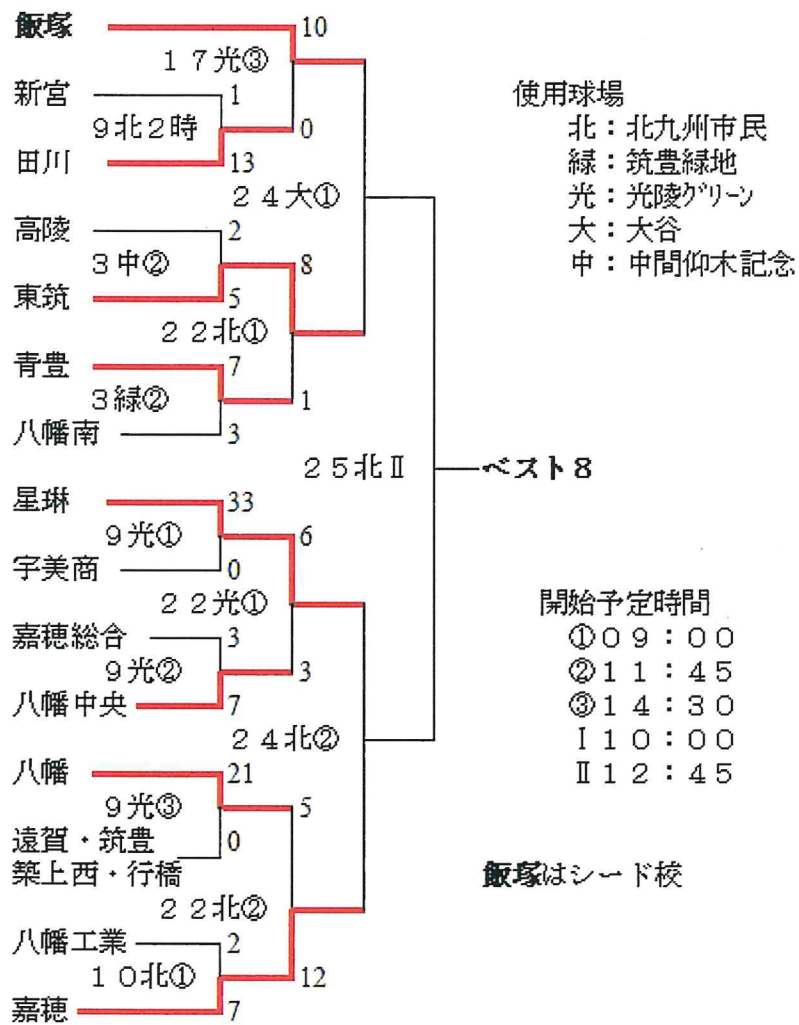 飯塚 10
17光③
新宮 1
9北2時 0
田川 13
24大①
高陵 2
3中② 8
東筑 5
22北①
青豊 7
3緑② 1
八幡南 3
25北Ⅱ ベスト8
星琳 33
9光① 6
宇美商 0
22光①
嘉穂総合 3
9光② 3
八幡中央 7
24北②
八幡 21
9光③ 5
遠賀・筑豊 0
築上西・行橋
22北②
八幡工業 2
10北① 12
嘉穂 7
使用球場
北：北九州市民
緑：筑豊緑地
光：光陵グリーン
大：大谷
中：中間仰木記念
開始予定時間
①09：00
②11：45
③14：30
Ⅰ10：00
Ⅱ12：45
飯塚はシード校